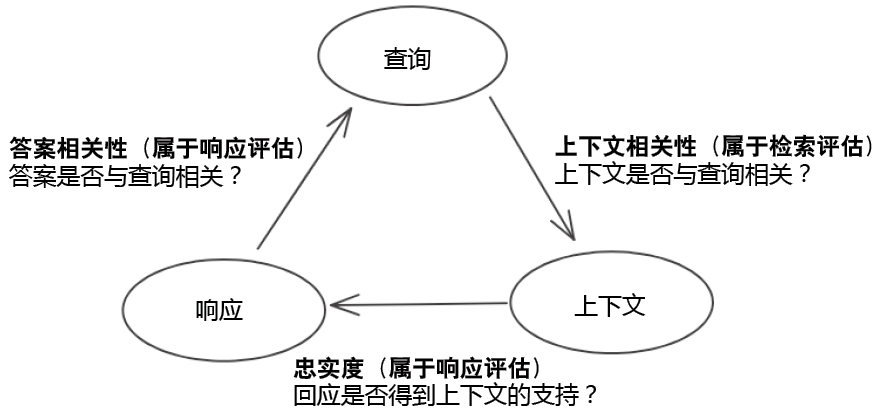 查询
答案相关性（属于响应评估）
答案是否与查询相关？
上下文相关性（属于检索评估）
上下文是否与查询相关？
响应
上下文
忠实度（属于响应评估）
回应是否得到上下文的支持？